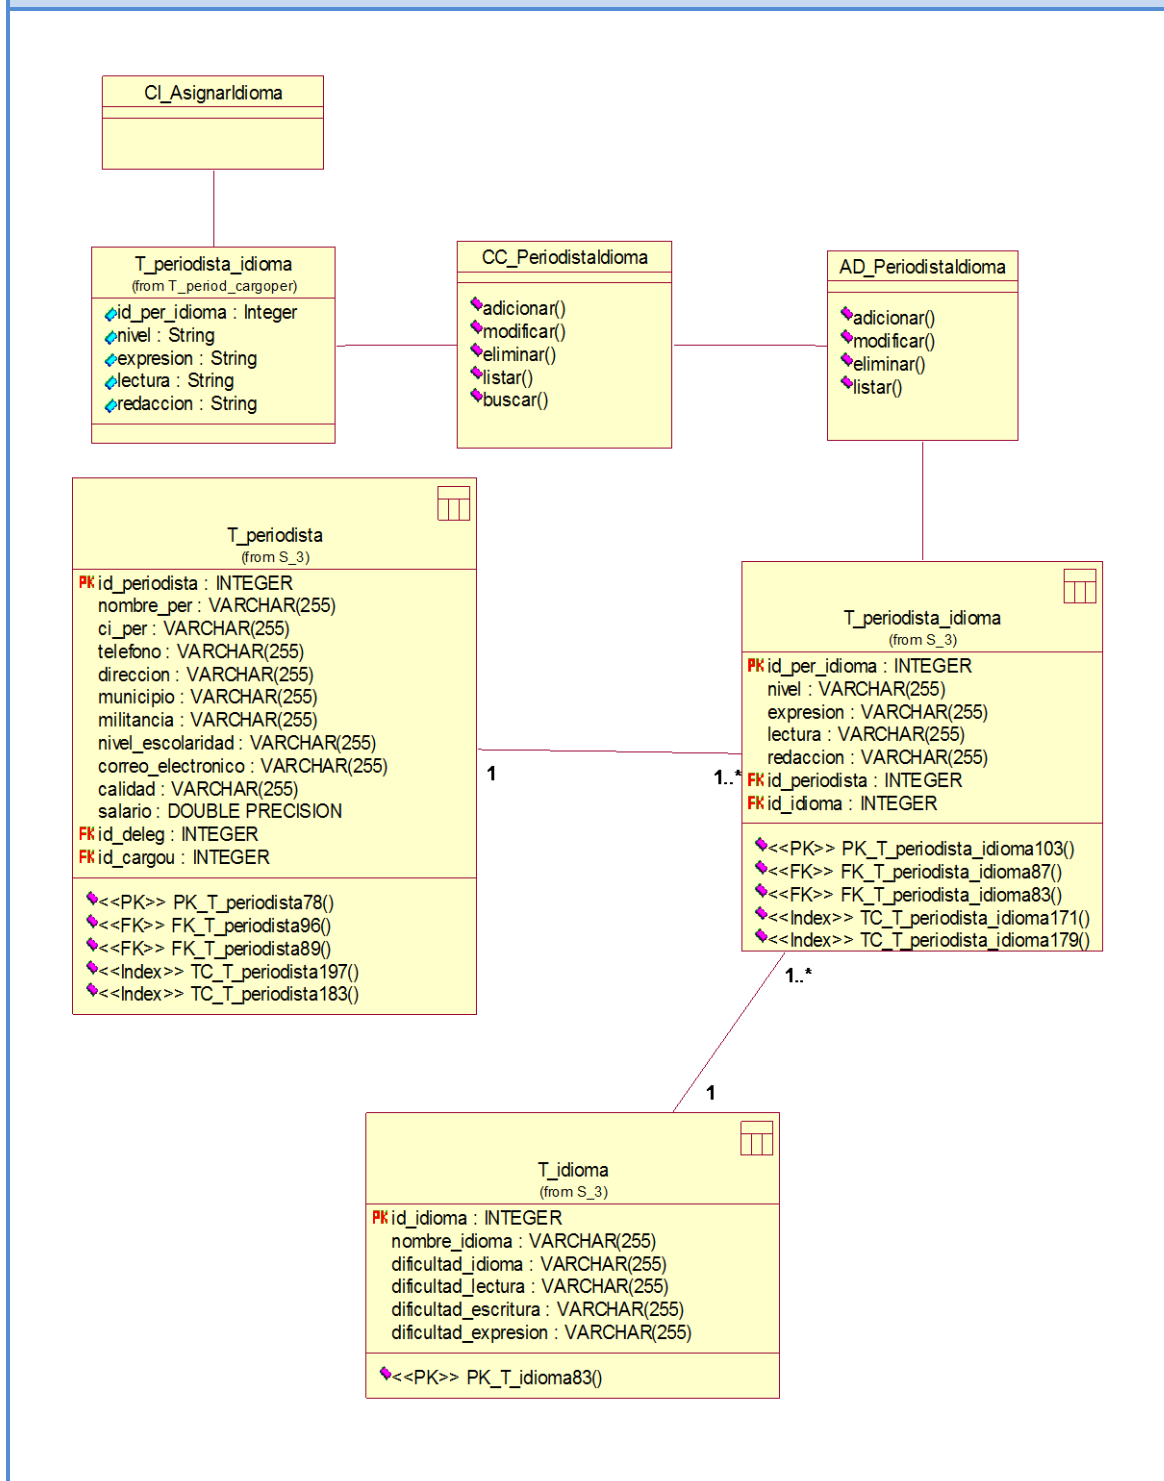 CI_AsignarIdioma
T_periodista_idioma
(from T_period_cargoper)
id_per_idioma : Integer
nivel : String
expresion : String
lectura : String
redaccion : String
CC_PeriodistaIdioma
adicionar()
modificar()
eliminar()
listar()
buscar()
AD_PeriodistaIdioma
adicionar()
modificar()
eliminar()
listar()
T_periodista
(from S_3)
PK id_periodista : INTEGER
nombre_per : VARCHAR(255)
ci_per : VARCHAR(255)
telefono : VARCHAR(255)
direccion : VARCHAR(255)
municipio : VARCHAR(255)
militancia : VARCHAR(255)
nivel_escolaridad : VARCHAR(255)
correo_electronico : VARCHAR(255)
calidad : VARCHAR(255)
salario : DOUBLE PRECISION
FK id_deleg : INTEGER
FK id_cargou : INTEGER
<<PK>> PK_T_periodista78()
<<FK>> FK_T_periodista96()
<<FK>> FK_T_periodista89()
<<Index>> TC_T_periodista197()
<<Index>> TC_T_periodista183()
1
1..*
T_periodista_idioma
(from S_3)
PK id_per_idioma : INTEGER
nivel : VARCHAR(255)
expresion : VARCHAR(255)
lectura : VARCHAR(255)
redaccion : VARCHAR(255)
FK id_periodista : INTEGER
FK id_idioma : INTEGER
<<PK>> PK_T_periodista_idioma103()
<<FK>> FK_T_periodista_idioma87()
<<FK>> FK_T_periodista_idioma83()
<<Index>> TC_T_periodista_idioma171()
<<Index>> TC_T_periodista_idioma179()
1..*
1
T_idioma
(from S_3)
PK id_idioma : INTEGER
nombre_idioma : VARCHAR(255)
dificultad_idioma : VARCHAR(255)
dificultad_lectura : VARCHAR(255)
dificultad_escritura : VARCHAR(255)
dificultad_expresion : VARCHAR(255)
<<PK>> PK_T_idioma83()